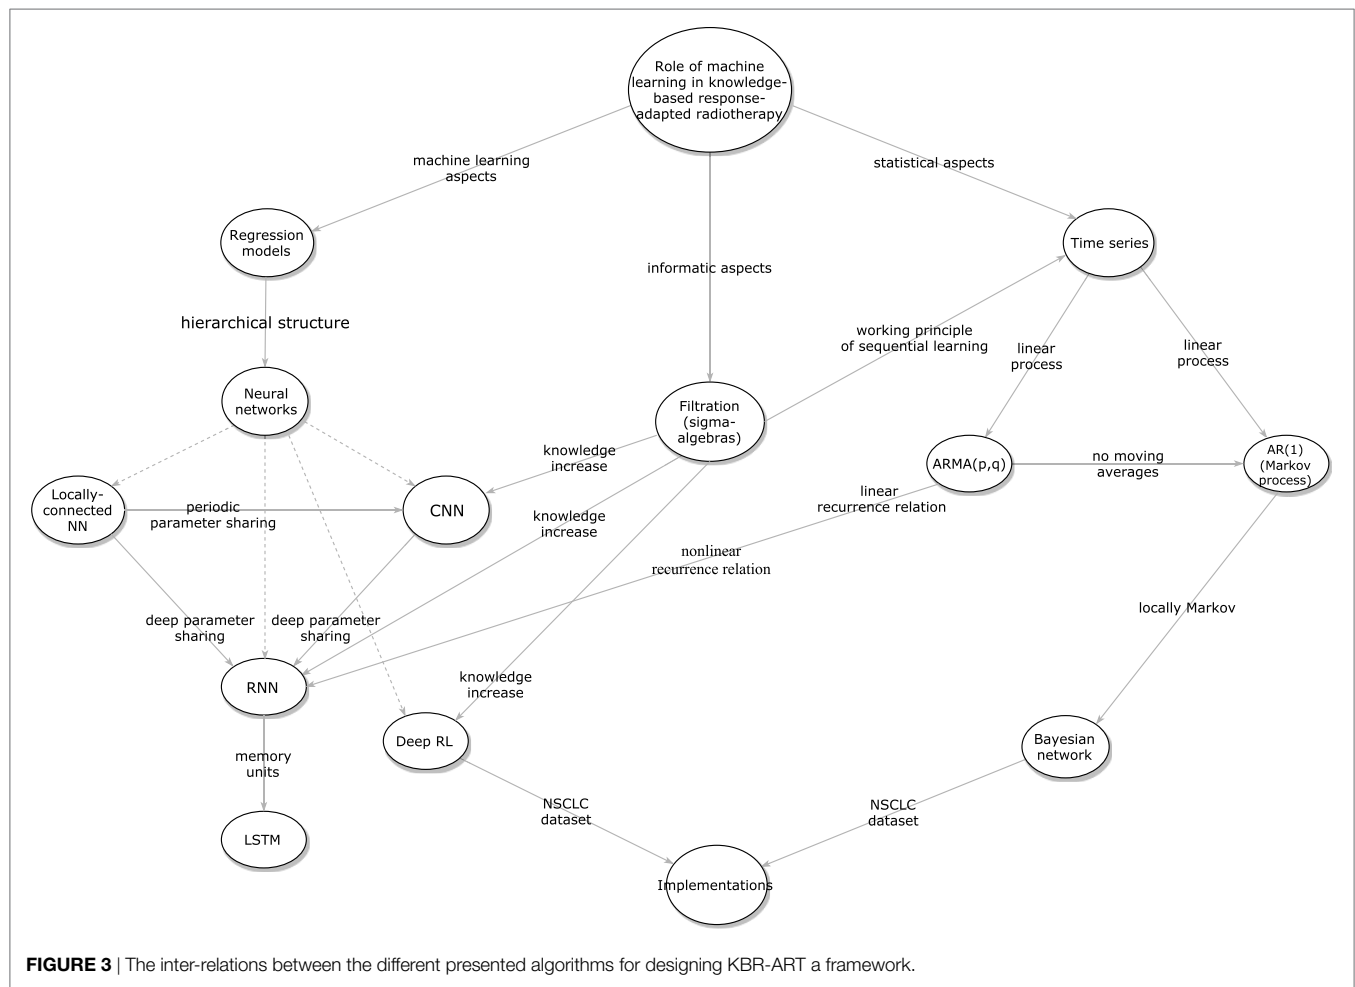 Role of machine
learning in knowledge-
based response-
adapted radiotherapy
machine learning
aspects
statistical aspects
Regression
models
informatic aspects
Time series
hierarchical structure
working principle
of sequential learning
linear
process
linear
process
Neural
networks
Filtration
(sigma-
algebras)
knowledge
increase
ARMA(p,q)
no moving
averages
AR(1)
(Markov
process)
Locally-
connected
NN
periodic
parameter sharing
CNN
knowledge
increase
linear
recurrence relation
nonlinear
recurrence relation
deep parameter
sharing
deep parameter
sharing
locally Markov
RNN
knowledge
increase
Deep RL
Bayesian
network
memory
units
NSCLC
dataset
NSCLC
dataset
LSTM
Implementations
FIGURE 3 | The inter-relations between the different presented algorithms for designing KBR-ART a framework.